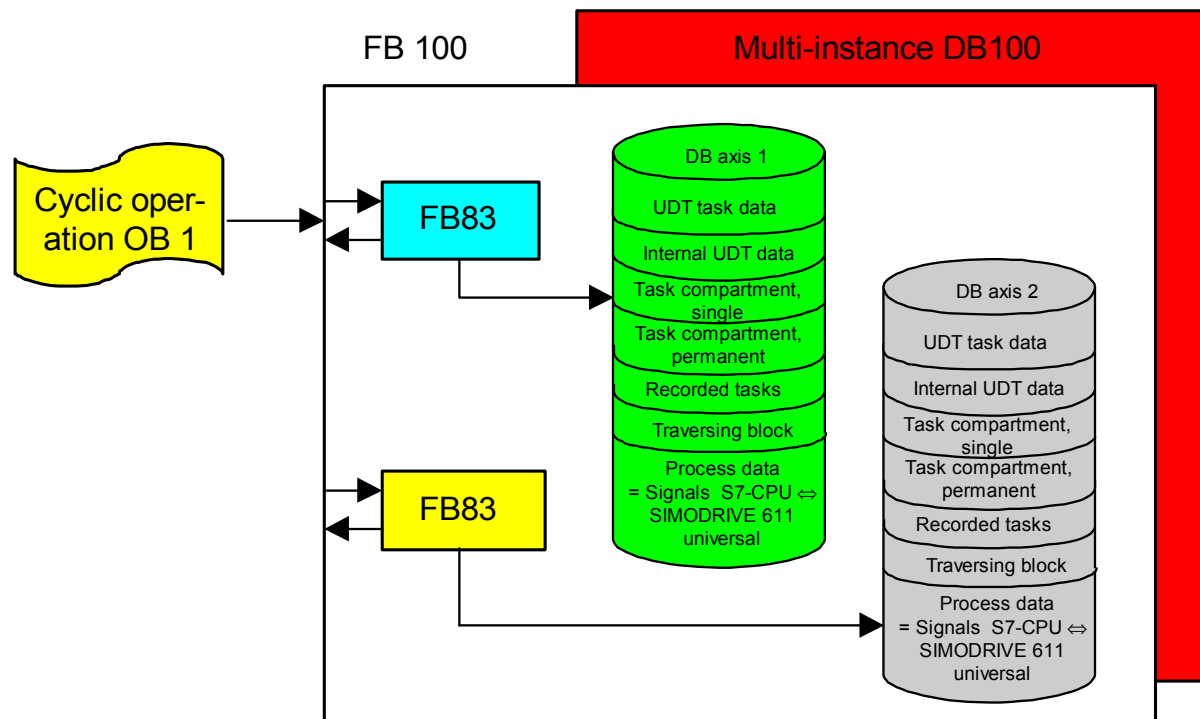 FB 100
Multi-instance DB100
Cyclic oper-
ation OB 1
FB83
DB axis 1
UDT task data
Internal UDT data
Task compartment,
single
Task compartment,
permanent
Recorded tasks
Traversing block
Process data
= Signals S7-CPU ⇔
SIMODRIVE 611
universal
FB83
DB axis 2
UDT task data
Internal UDT data
Task compartment,
single
Task compartment,
permanent
Recorded tasks
Traversing block
Process data
= Signals S7-CPU ⇔
SIMODRIVE 611
universal